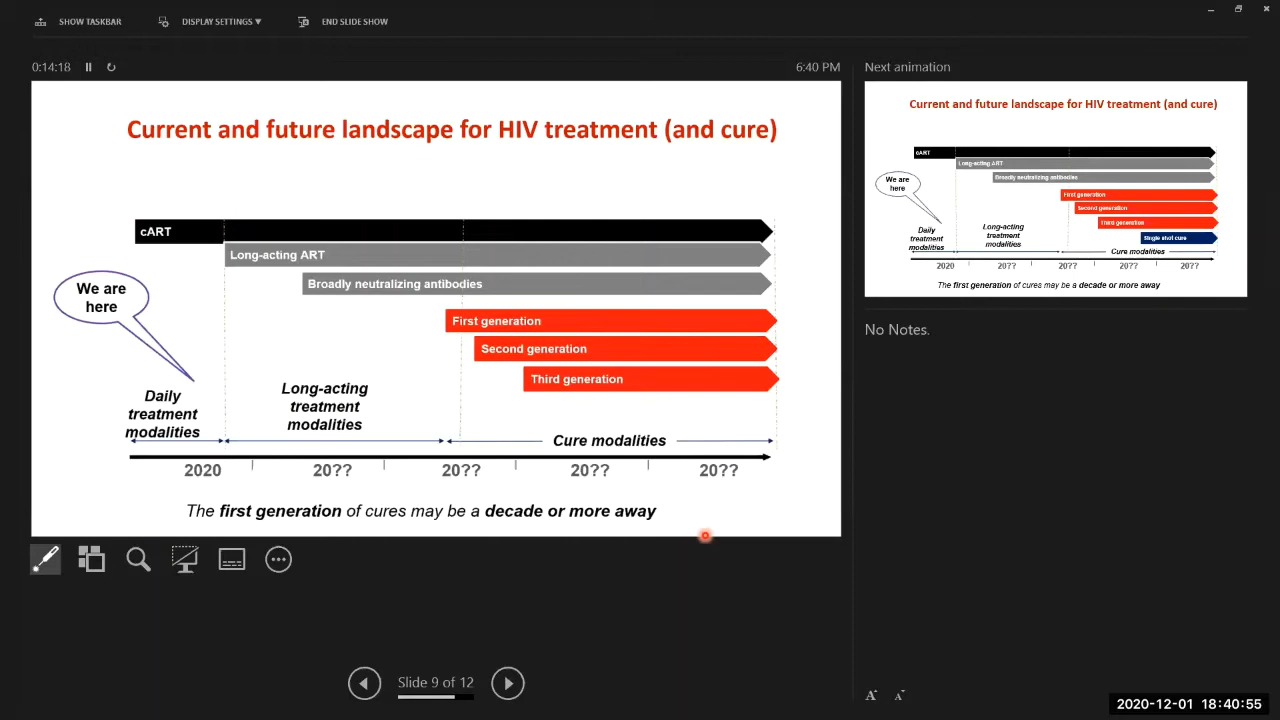 SHOW TASKBAR
DISPLAY SETTINGS ▼
END SLIDE SHOW
0:14:18
6:40 PM
Current and future landscape for HIV treatment (and cure)
cART
Long-acting ART
Broadly neutralizing antibodies
We are
here
First generation
Second generation
Third generation
Daily
treatment
modalities
Long-acting
treatment
modalities
Cure modalities
2020
20??
20??
20??
20??
The first generation of cures may be a decade or more away
Slide 9 of 12
Next animation
Current and future landscape for HIV treatment (and cure)
cART
Long-acting ART
Broadly neutralizing antibodies
We are
here
First generation
Second generation
Third generation
Single shot cure
Daily
treatment
modalities
Long-acting
treatment
modalities
Cure modalities
2020
20??
20??
20??
20??
The first generation of cures may be a decade or more away
No Notes.
A A
2020-12-01 18:40:55